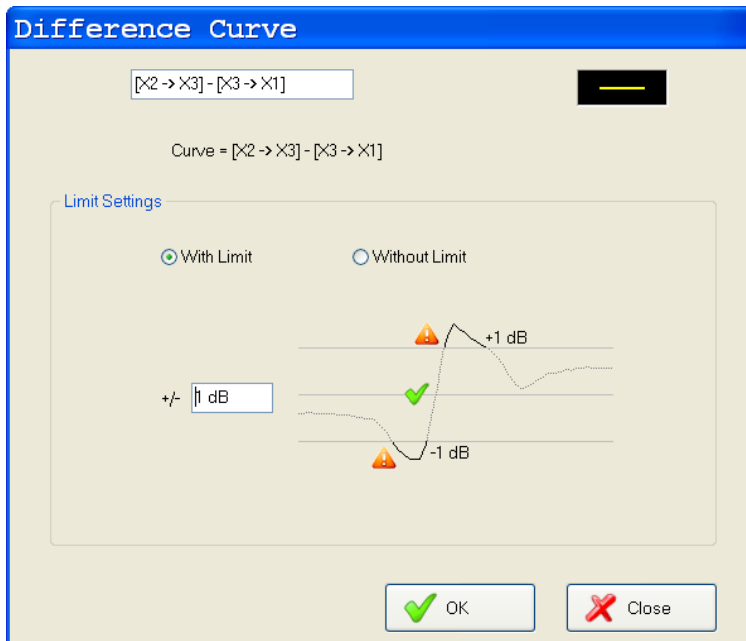 Difference Curve
[X2 -> X3] - [X3 -> X1]
Curve = [X2 -> X3] - [X3 -> X1]
Limit Settings
With Limit
Without Limit
+1 dB
+/-
1 dB
-1 dB
OK
Close